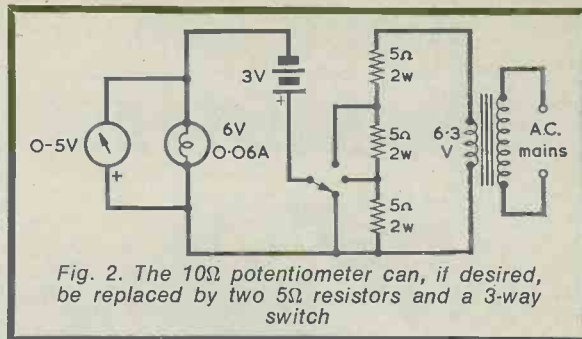 3V
+
5Ω
2w
0-5V
+
6V
0·06A
5Ω
2w
6·3
V
A.C.
mains
5Ω
2w
Fig. 2. The 10Ω potentiometer can, if desired,
be replaced by two 5Ω resistors and a 3-way
switch